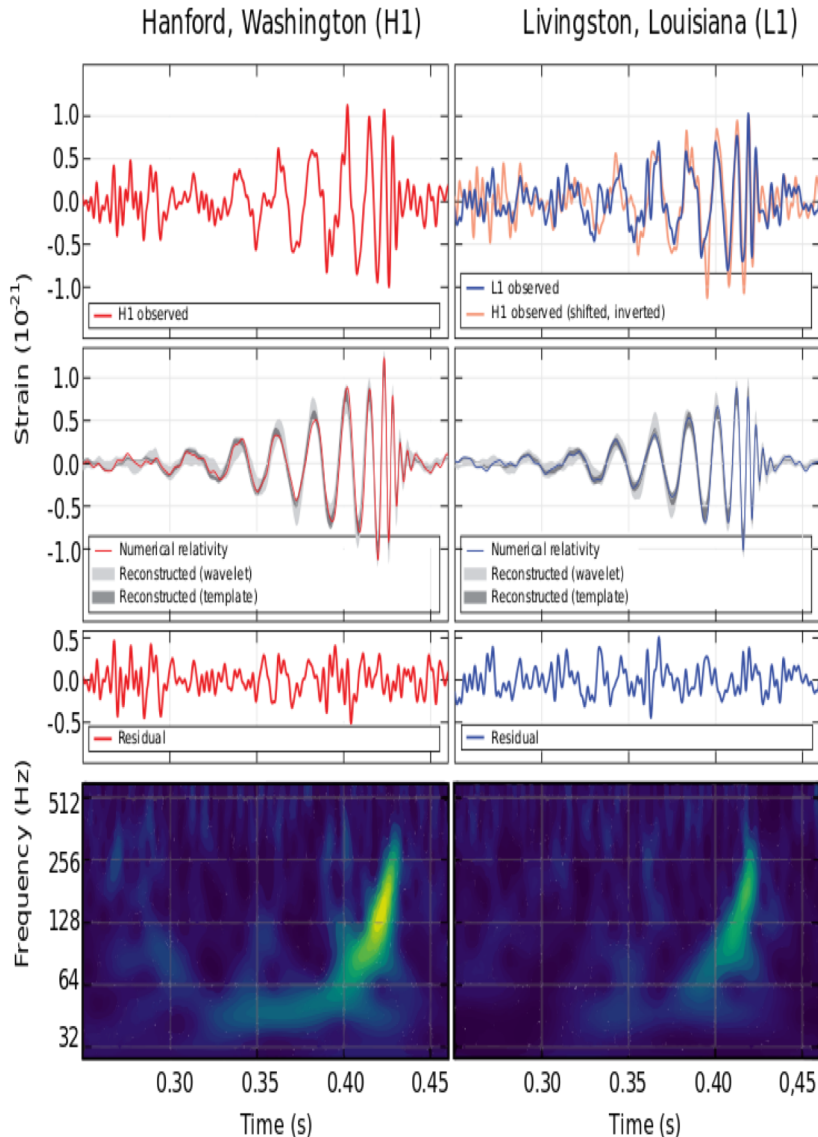 Hanford, Washington (H1)
Livingston, Louisiana (L1)
Strain (10⁻²¹)
1.0
0.5
0.0
-0.5
-1.0
H1 observed
L1 observed
H1 observed (shifted, inverted)
1.0
0.5
0.0
-0.5
-1.0
Numerical relativity
Reconstructed (wavelet)
Reconstructed (template)
Numerical relativity
Reconstructed (wavelet)
Reconstructed (template)
0.5
0.0
-0.5
Residual
Residual
Frequency (Hz)
512
256
128
64
32
0.30 0.35 0.40 0.45
0.30 0.35 0.40 0,45
Time (s)
Time (s)